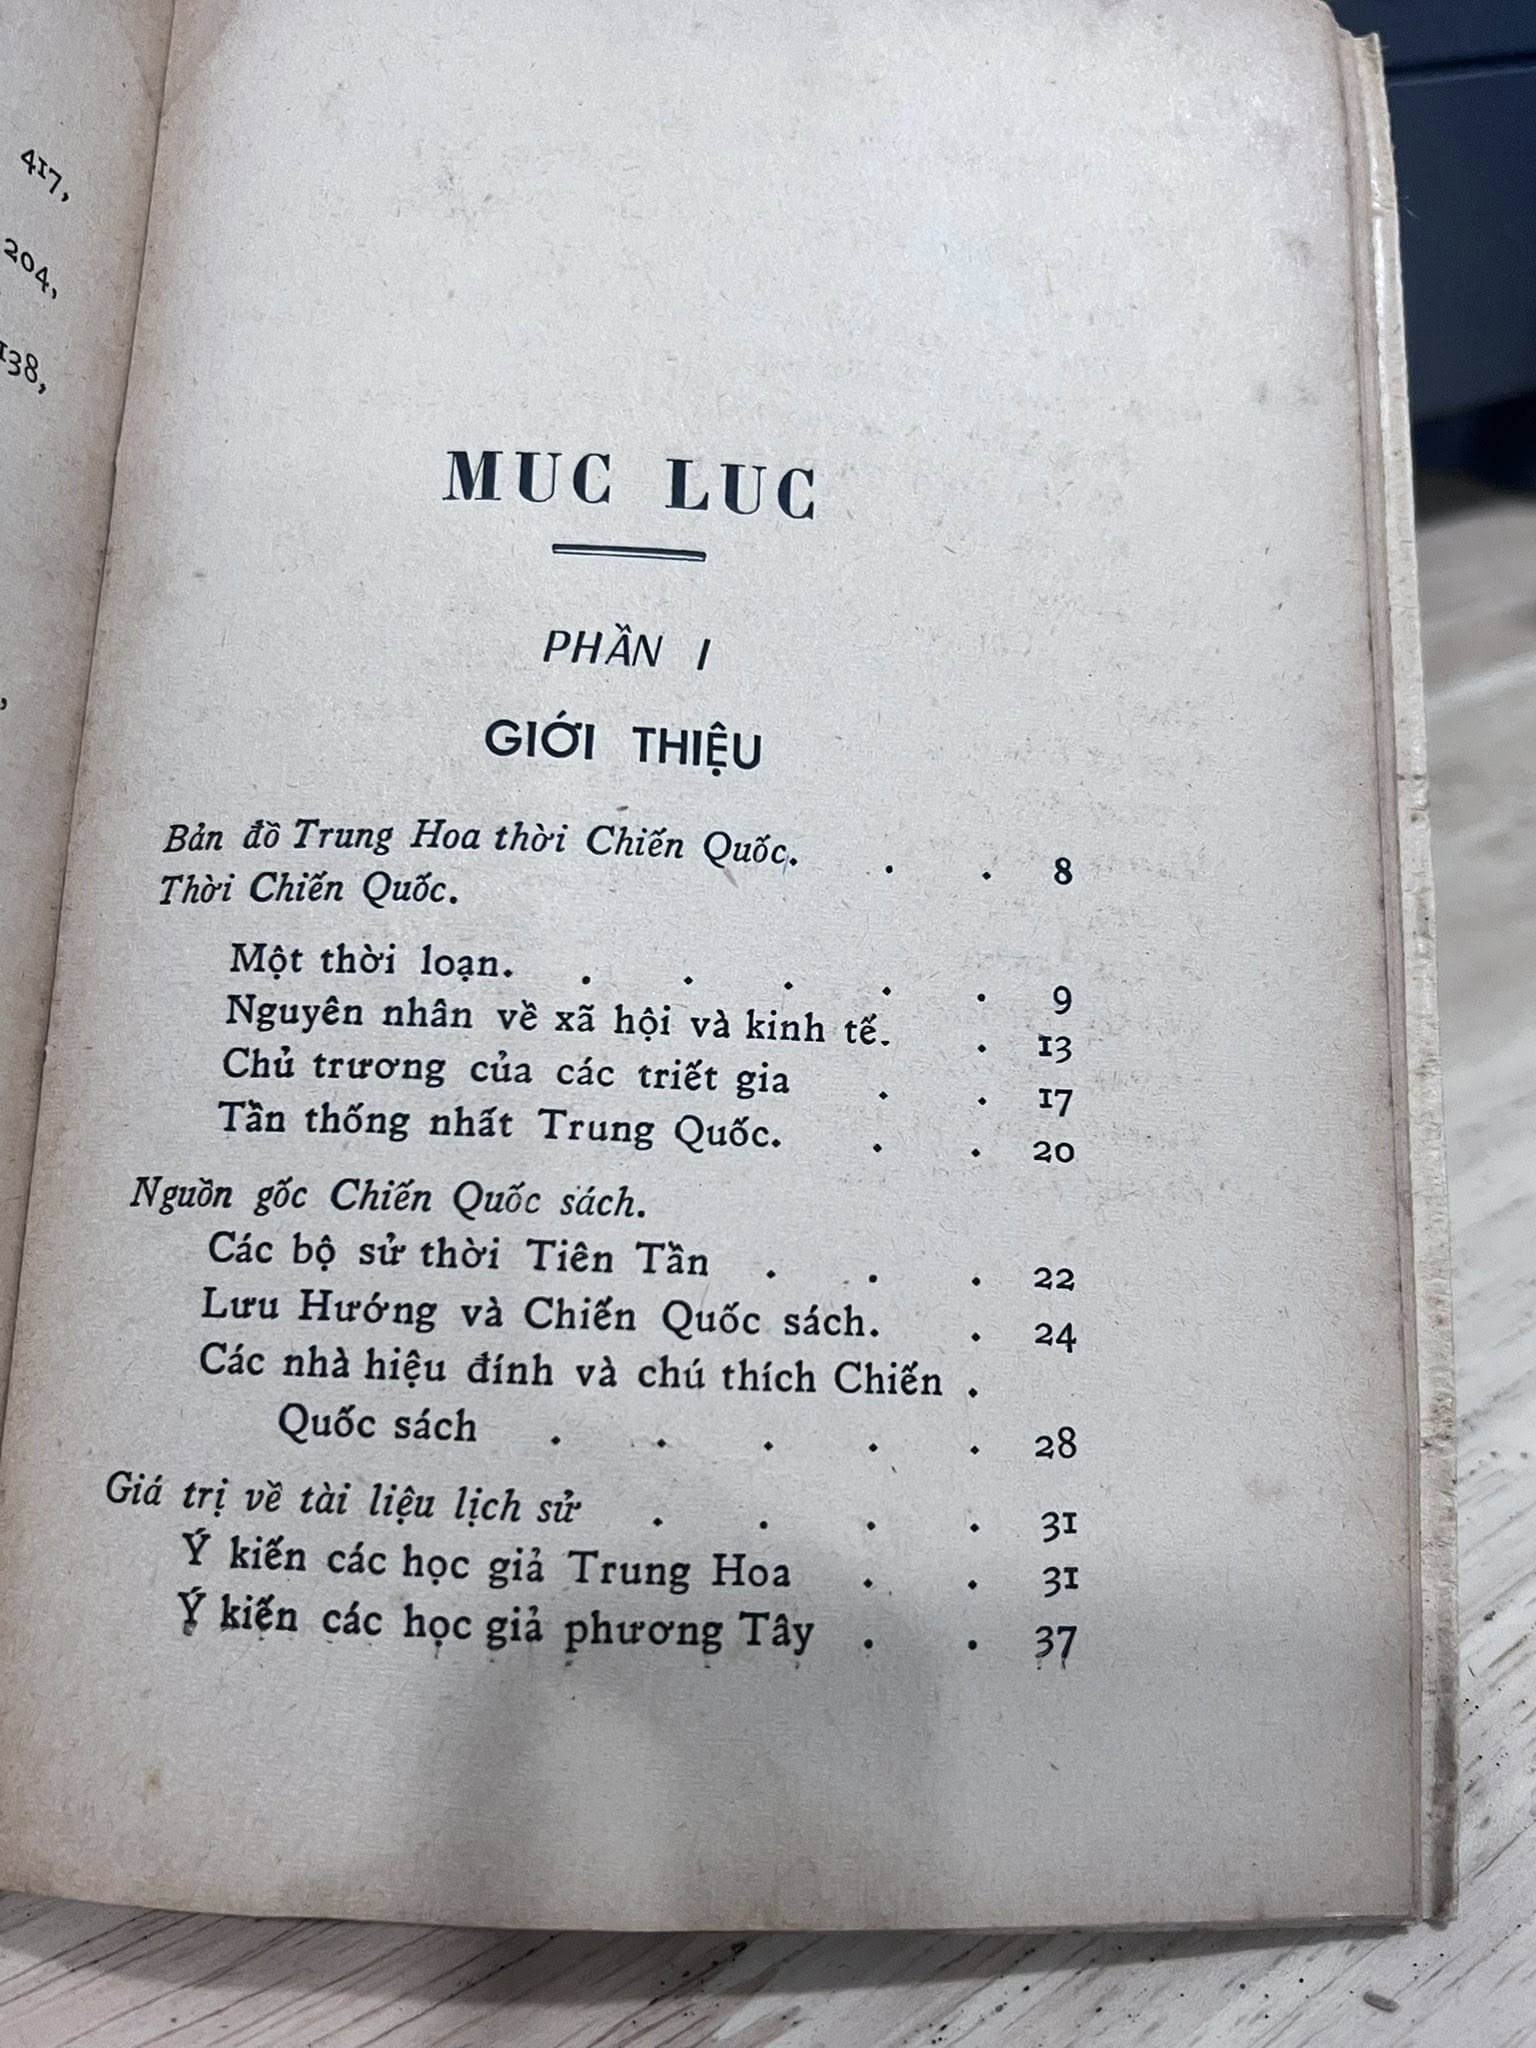 417,
204,
138,
MUC LUC
PHẦN I
GIỚI THIỆU
Bản đồ Trung Hoa thời Chiến Quốc. . . 8
Thời Chiến Quốc.
Một thời loạn. . . . . . 9
Nguyên nhân về xã hội và kinh tế. . 13
Chủ trương của các triết gia . . 17
Tần thống nhất Trung Quốc. . . 20
Nguồn gốc Chiến Quốc sách.
Các bộ sử thời Tiên Tần . . . 22
Lưu Hướng và Chiến Quốc sách. . 24
Các nhà hiệu đính và chú thích Chiến .
Quốc sách . . . . . 28
Giá trị về tài liệu lịch sử . . . . 31
Ý kiến các học giả Trung Hoa . . 31
Ý kiến các học giả phương Tây . . 37